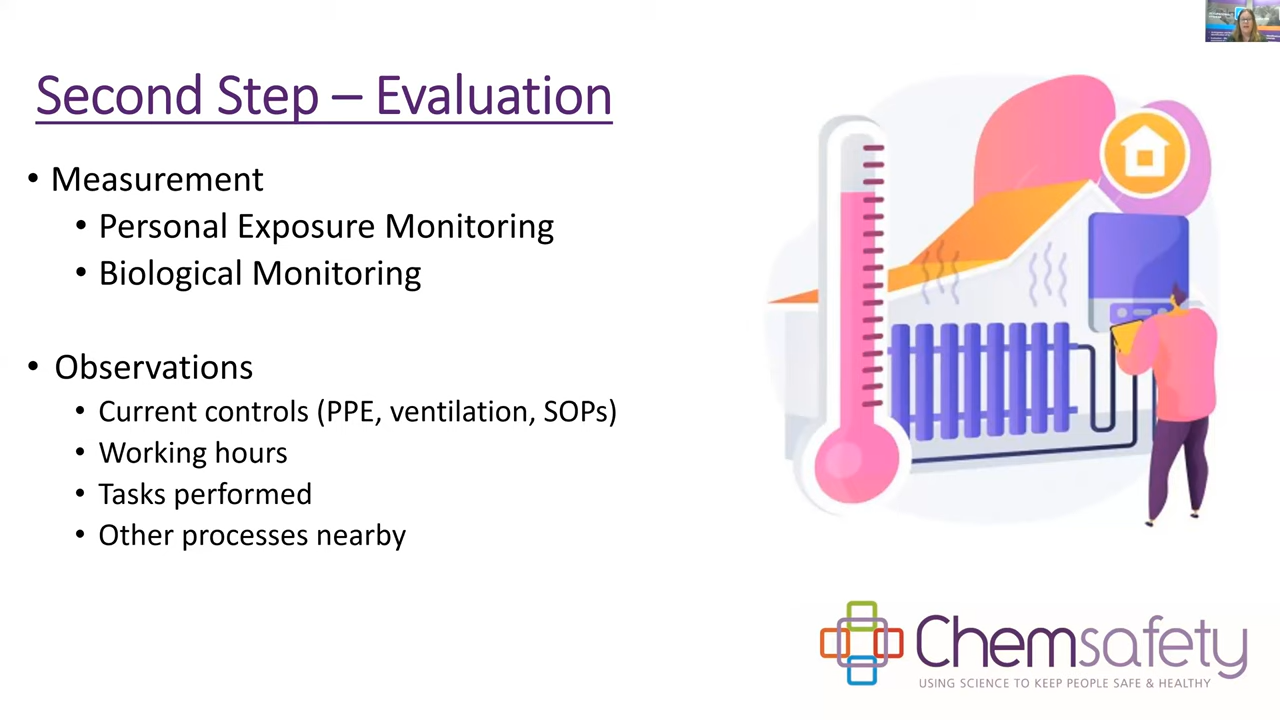 Second Step – Evaluation
• Measurement
• Personal Exposure Monitoring
• Biological Monitoring
• Observations
• Current controls (PPE, ventilation, SOPs)
• Working hours
• Tasks performed
• Other processes nearby
Chemsafety
USING SCIENCE TO KEEP PEOPLE SAFE & HEALTHY